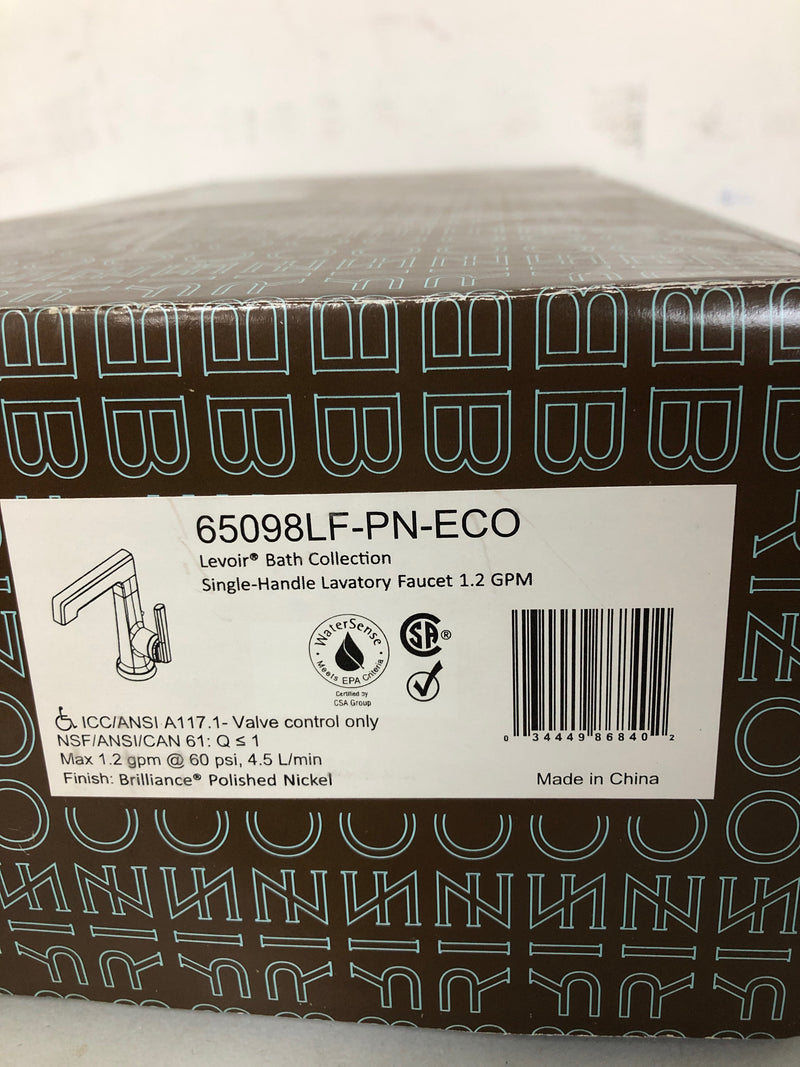 65098LF-PN-ECO
Levoir® Bath Collection
Single-Handle Lavatory Faucet 1.2 GPM
WaterSense
Meets EPA Criteria
Certified by
CSA Group
SA®
ICC/ANSI A117.1- Valve control only
NSF/ANSI/CAN 61: Q ≤ 1
Max 1.2 gpm @ 60 psi, 4.5 L/min
Finish: Brilliance® Polished Nickel
0 34449 86840 2
Made in China
BRIZO